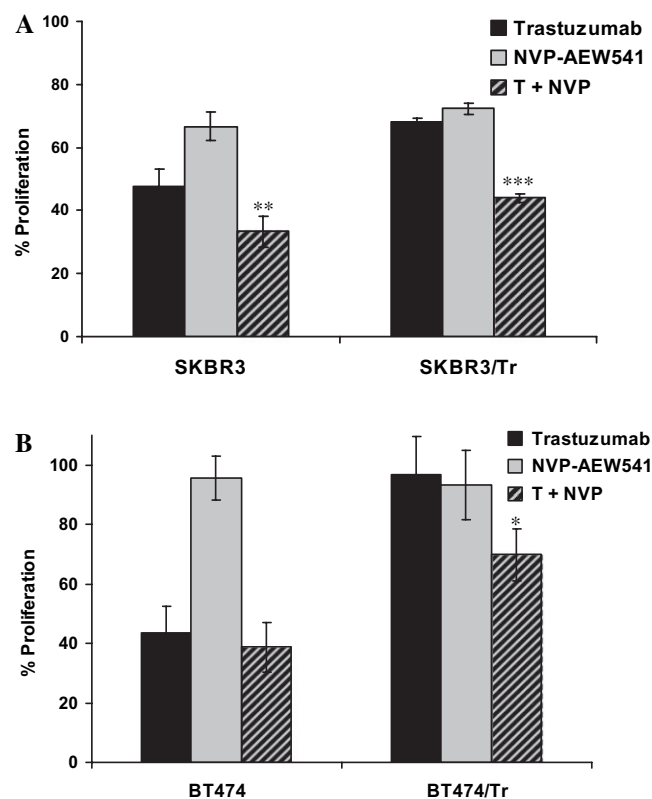 A
Trastuzumab
NVP-AEW541
T + NVP
% Proliferation
100
80
60
40
20
0
**
***
SKBR3
SKBR3/Tr
B
Trastuzumab
NVP-AEW541
T + NVP
% Proliferation
100
80
60
40
20
0
*
BT474
BT474/Tr